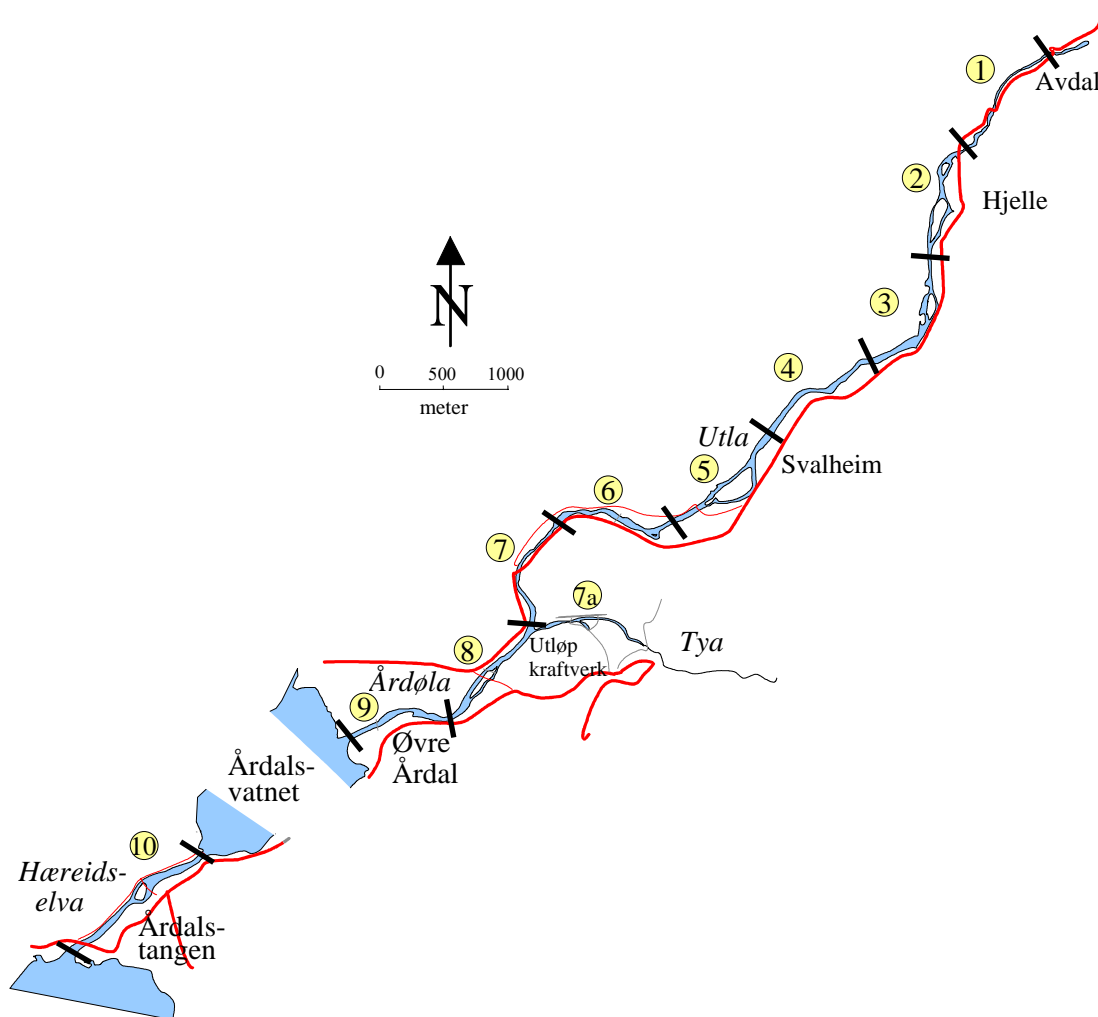 1
Avdal
2
Hjelle
N
3
0 500 1000
meter
4
Utla
5
Svalheim
6
7
7a
Utløp
kraftverk
Tya
8
Årdøla
9
Øvre
Årdal
Årdals-
vatnet
10
Hæreids-
elva
Årdals-
tangen